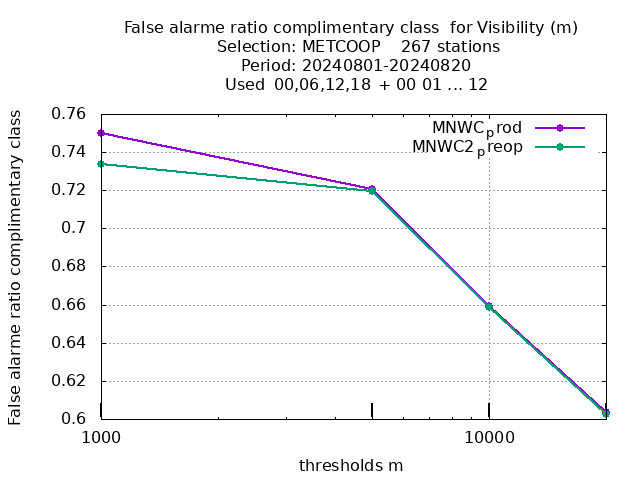 False alarme ratio complimentary class  for Visibility (m)
Selection: METCOOP    267 stations
Period: 20240801-20240820
Used  00,06,12,18  + 00 01 ... 12
False alarme ratio complimentary class
0.76
0.74
0.72
0.7
0.68
0.66
0.64
0.62
0.6
MNWCprod
MNWC2preop
1000
10000
thresholds m